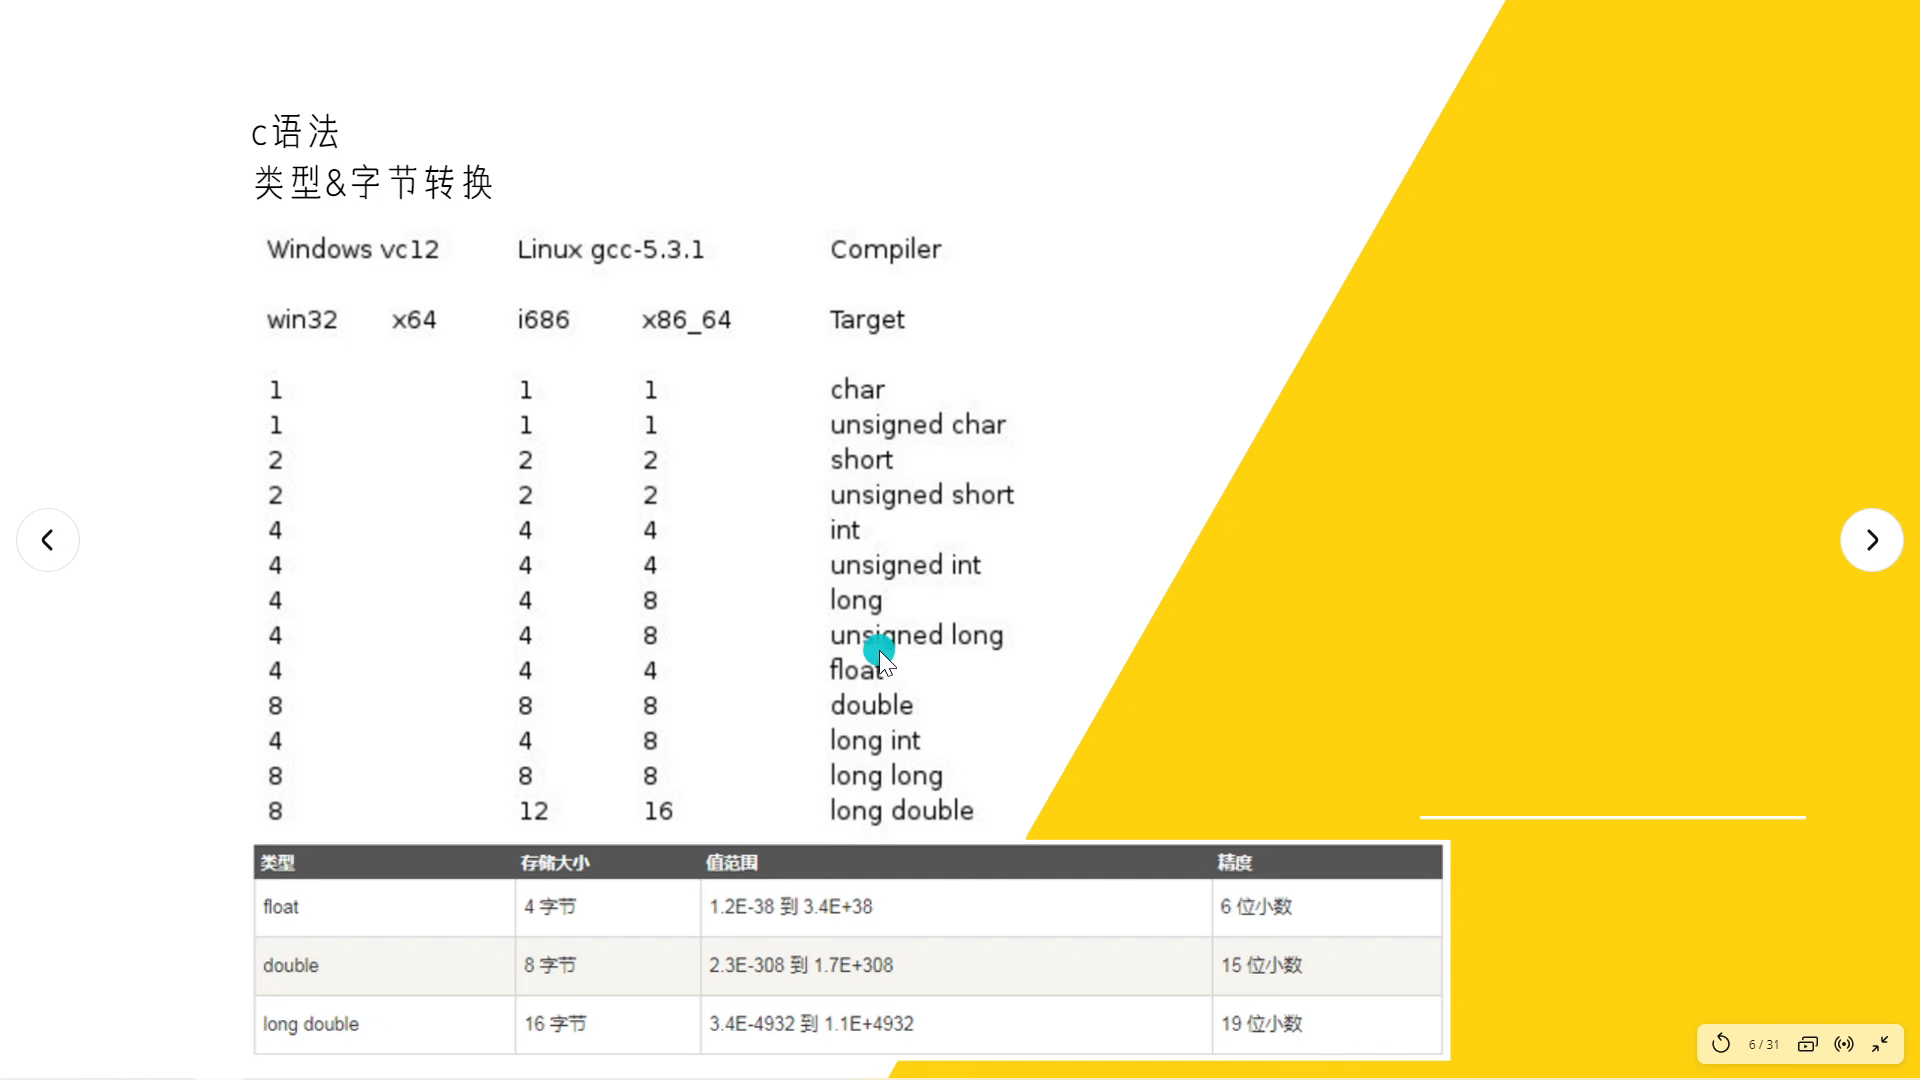 c语法
类型&字节转换
Windows vc12 Linux gcc-5.3.1 Compiler
win32 x64 i686 x86_64 Target
1 1 1 char
1 1 1 unsigned char
2 2 2 short
2 2 2 unsigned short
4 4 4 int
4 4 4 unsigned int
4 4 8 long
4 4 8 unsigned long
4 4 4 float
8 8 8 double
4 4 8 long int
8 8 8 long long
8 12 16 long double
类型 存储大小 值范围 精度
float 4 字节 1.2E-38 到 3.4E+38 6 位小数
double 8 字节 2.3E-308 到 1.7E+308 15 位小数
long double 16 字节 3.4E-4932 到 1.1E+4932 19 位小数
6 / 31